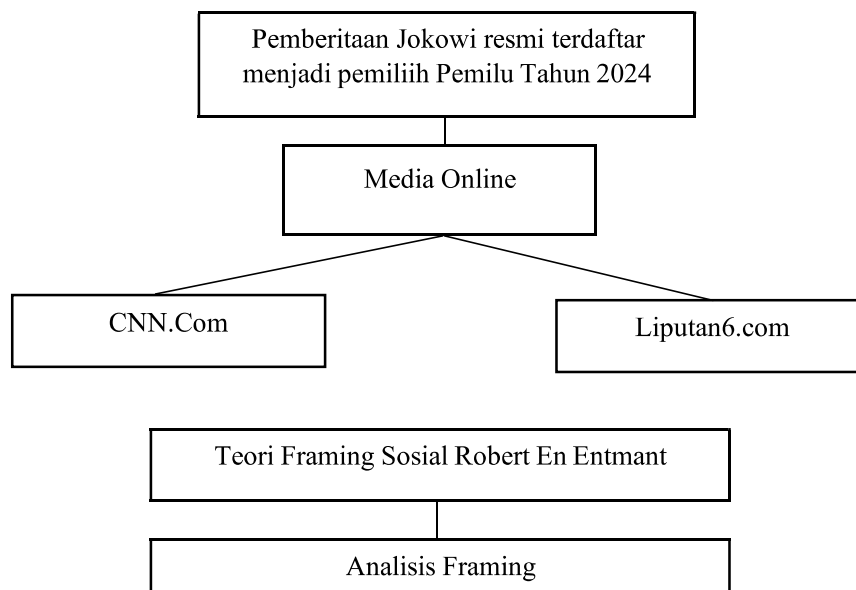 Pemberitaan Jokowi resmi terdaftar
menjadi pemiliih Pemilu Tahun 2024
Media Online
CNN.Com
Liputan6.com
Teori Framing Sosial Robert En Entmant
Analisis Framing